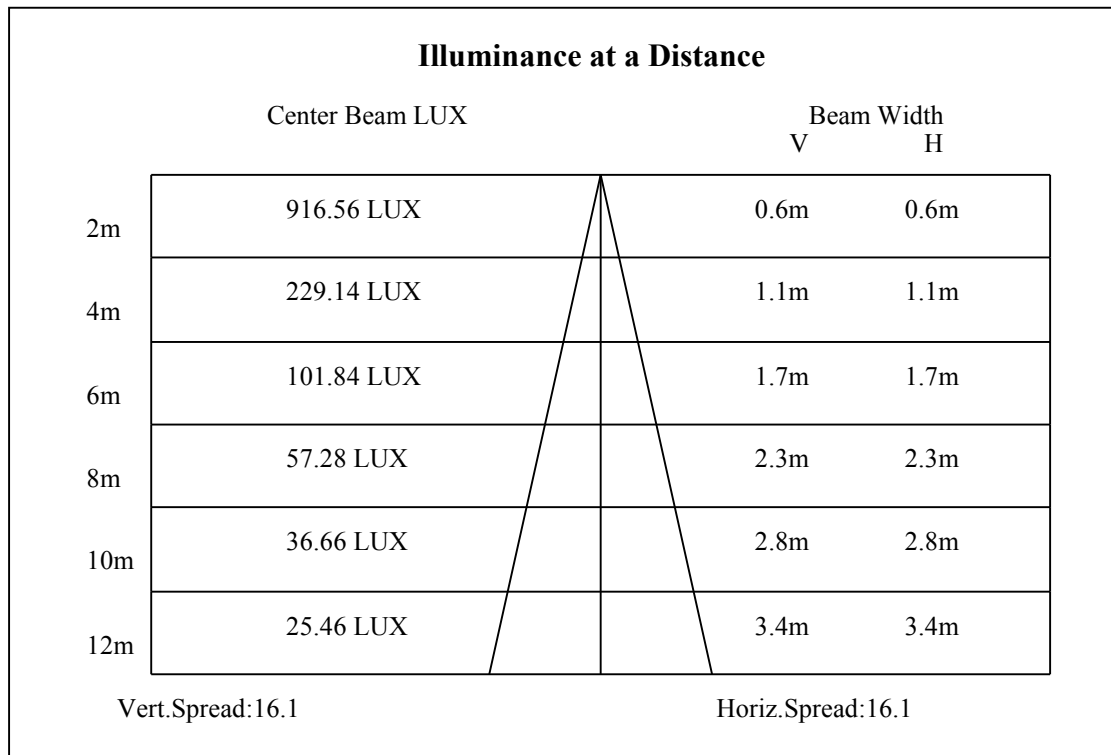 Illuminance at a Distance
Center Beam LUX Beam Width
V H
916.56 LUX 0.6m 0.6m
2m
229.14 LUX 1.1m 1.1m
4m
101.84 LUX 1.7m 1.7m
6m
57.28 LUX 2.3m 2.3m
8m
36.66 LUX 2.8m 2.8m
10m
25.46 LUX 3.4m 3.4m
12m
Vert.Spread:16.1 Horiz.Spread:16.1